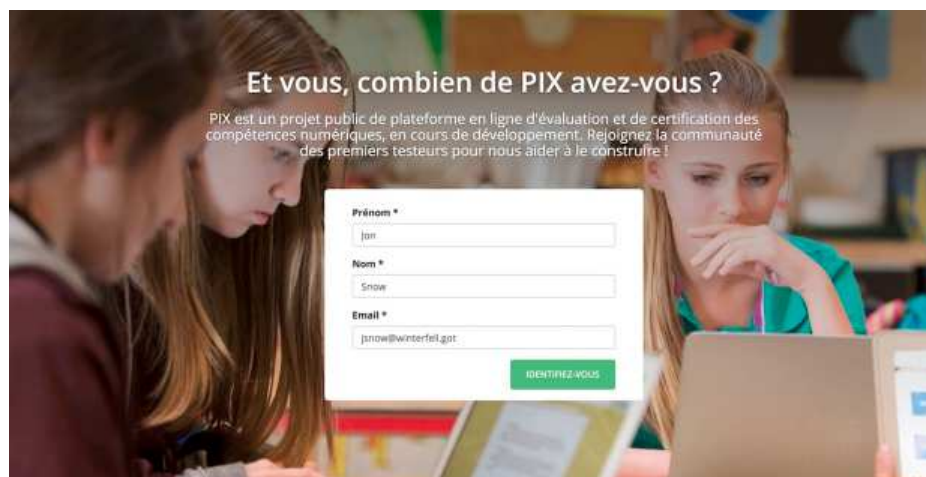 Et vous, combien de PIX avez-vous ?
PIX est un projet public de plateforme en ligne d'évaluation et de certification des
compétences numériques, en cours de développement. Rejoignez la communauté
des premiers testeurs pour nous aider à le construire !
Prénom *
Jon
Nom *
Snow
Email *
jsnow@winterfell.got
IDENTIFIEZ-VOUS